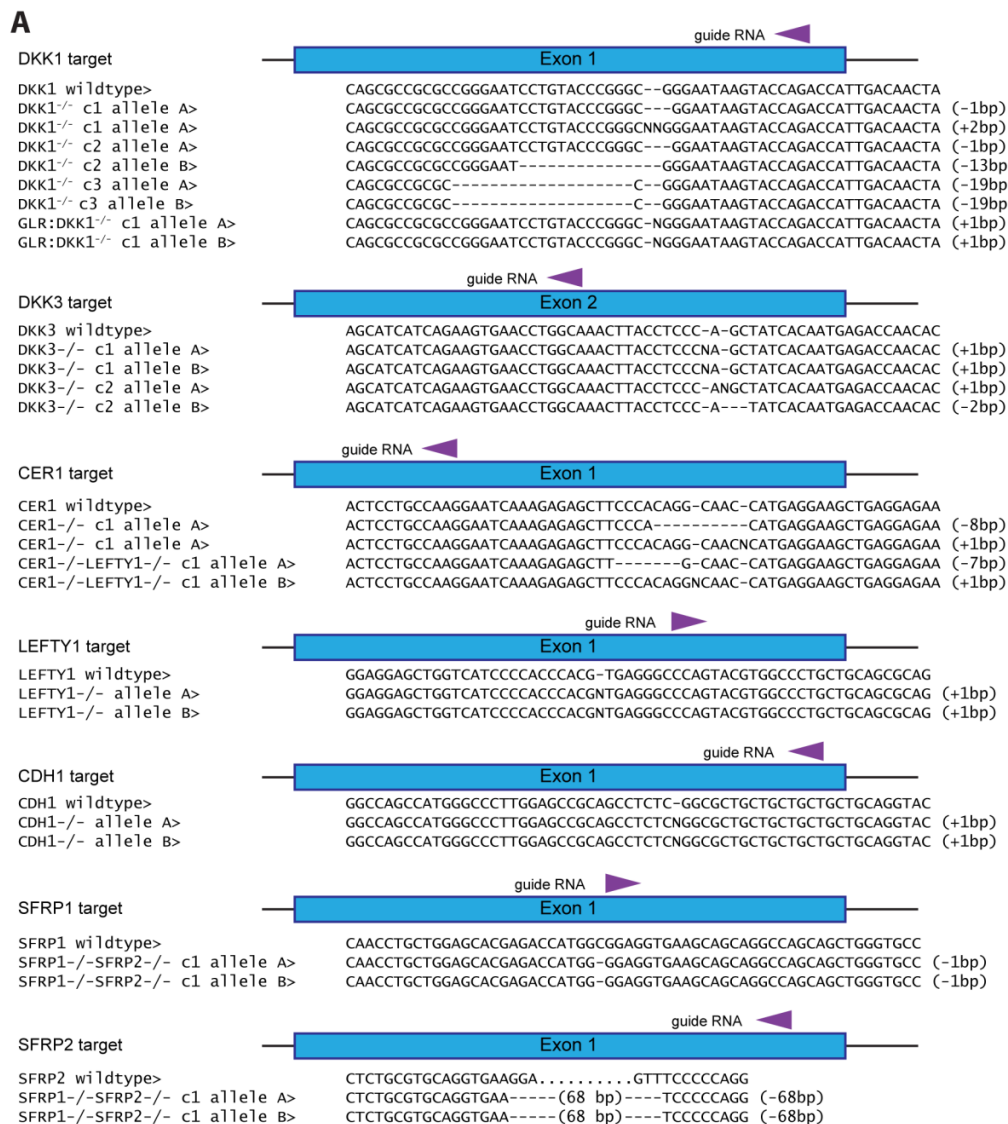 A
guide RNA
DKK1 target
Exon 1
DKK1 wildtype> CAGCGCCGCGCCGGGAATCCTGTACCCGGGC--GGGAATAAGTACCAGACCATTGACAACTA
DKK1-/- c1 allele A> CAGCGCCGCGCCGGGAATCCTGTACCCGGGC--GGGAATAAGTACCAGACCATTGACAACTA (-1bp)
DKK1-/- c1 allele A> CAGCGCCGCGCCGGGAATCCTGTACCCGGGCNNGGGAATAAGTACCAGACCATTGACAACTA (+2bp)
DKK1-/- c2 allele A> CAGCGCCGCGCCGGGAATCCTGTACCCGGGC--GGGAATAAGTACCAGACCATTGACAACTA (-1bp)
DKK1-/- c2 allele B> CAGCGCCGCGCCGGGAAT---------------GGGAATAAGTACCAGACCATTGACAACTA (-13bp
DKK1-/- c3 allele A> CAGCGCCGCGC-------------------C--GGGAATAAGTACCAGACCATTGACAACTA (-19bp
DKK1-/- c3 allele B> CAGCGCCGCGC-------------------C--GGGAATAAGTACCAGACCATTGACAACTA (-19bp
GLR:DKK1-/- c1 allele A> CAGCGCCGCGCCGGGAATCCTGTACCCGGGC-NGGGAATAAGTACCAGACCATTGACAACTA (+1bp)
GLR:DKK1-/- c1 allele B> CAGCGCCGCGCCGGGAATCCTGTACCCGGGC-NGGGAATAAGTACCAGACCATTGACAACTA (+1bp)
guide RNA
DKK3 target
Exon 2
DKK3 wildtype> AGCATCATCAGAAGTGAACCTGGCAAACTTACCTCCC-A-GCTATCACAATGAGACCAACAC
DKK3-/- c1 allele A> AGCATCATCAGAAGTGAACCTGGCAAACTTACCTCCCNA-GCTATCACAATGAGACCAACAC (+1bp)
DKK3-/- c1 allele B> AGCATCATCAGAAGTGAACCTGGCAAACTTACCTCCCNA-GCTATCACAATGAGACCAACAC (+1bp)
DKK3-/- c2 allele A> AGCATCATCAGAAGTGAACCTGGCAAACTTACCTCCC-ANGCTATCACAATGAGACCAACAC (+1bp)
DKK3-/- c2 allele B> AGCATCATCAGAAGTGAACCTGGCAAACTTACCTCCC-A---TATCACAATGAGACCAACAC (-2bp)
guide RNA
CER1 target
Exon 1
CER1 wildtype> ACTCCTGCCAAGGAATCAAAGAGAGCTTCCCACAGG-CAAC-CATGAGGAAGCTGAGGAGAA
CER1-/- c1 allele A> ACTCCTGCCAAGGAATCAAAGAGAGCTTCCCA----------CATGAGGAAGCTGAGGAGAA (-8bp)
CER1-/- c1 allele A> ACTCCTGCCAAGGAATCAAAGAGAGCTTCCCACAGG-CAACNCATGAGGAAGCTGAGGAGAA (+1bp)
CER1-/-LEFTY1-/- c1 allele A> ACTCCTGCCAAGGAATCAAAGAGAGCTT-------G-CAAC-CATGAGGAAGCTGAGGAGAA (-7bp)
CER1-/-LEFTY1-/- c1 allele B> ACTCCTGCCAAGGAATCAAAGAGAGCTTCCCACAGGNCAAC-CATGAGGAAGCTGAGGAGAA (+1bp)
guide RNA
LEFTY1 target
Exon 1
LEFTY1 wildtype> GGAGGAGCTGGTCATCCCCACCCACG-TGAGGGCCCAGTACGTGGCCCTGCTGCAGCGCAG
LEFTY1-/- allele A> GGAGGAGCTGGTCATCCCCACCCACGNTGAGGGCCCAGTACGTGGCCCTGCTGCAGCGCAG (+1bp)
LEFTY1-/- allele B> GGAGGAGCTGGTCATCCCCACCCACGNTGAGGGCCCAGTACGTGGCCCTGCTGCAGCGCAG (+1bp)
guide RNA
CDH1 target
Exon 1
CDH1 wildtype> GGCCAGCCATGGGCCCTTGGAGCCGCAGCCTCTC-GGCGCTGCTGCTGCTGCTGCAGGTAC
CDH1-/- allele A> GGCCAGCCATGGGCCCTTGGAGCCGCAGCCTCTCNGGCGCTGCTGCTGCTGCTGCAGGTAC (+1bp)
CDH1-/- allele B> GGCCAGCCATGGGCCCTTGGAGCCGCAGCCTCTCNGGCGCTGCTGCTGCTGCTGCAGGTAC (+1bp)
guide RNA
SFRP1 target
Exon 1
SFRP1 wildtype> CAACCTGCTGGAGCACGAGACCATGGCGGAGGTGAAGCAGCAGGCCAGCAGCTGGGTGCC
SFRP1-/-SFRP2-/- c1 allele A> CAACCTGCTGGAGCACGAGACCATGG-GGAGGTGAAGCAGCAGGCCAGCAGCTGGGTGCC (-1bp)
SFRP1-/-SFRP2-/- c1 allele B> CAACCTGCTGGAGCACGAGACCATGG-GGAGGTGAAGCAGCAGGCCAGCAGCTGGGTGCC (-1bp)
guide RNA
SFRP2 target
Exon 1
SFRP2 wildtype> CTCTGCGTGCAGGTGAAGGA..........GTTTCCCCCAGG
SFRP1-/-SFRP2-/- c1 allele A> CTCTGCGTGCAGGTGAA-----(68 bp)----TCCCCCAGG (-68bp)
SFRP1-/-SFRP2-/- c1 allele B> CTCTGCGTGCAGGTGAA-----(68 bp)----TCCCCCAGG (-68bp)